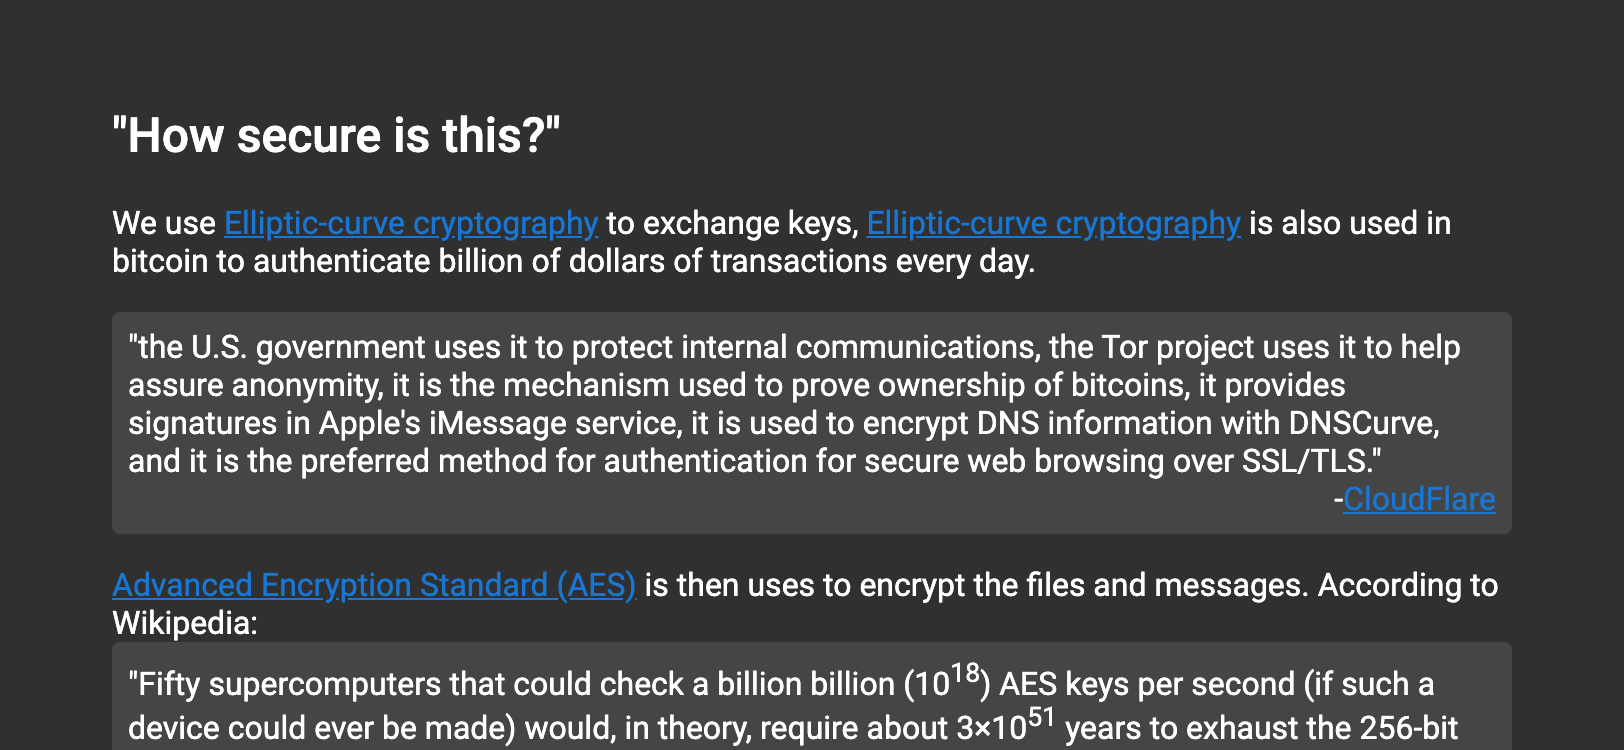 "How secure is this?"
We use Elliptic-curve cryptography to exchange keys, Elliptic-curve cryptography is also used in
bitcoin to authenticate billion of dollars of transactions every day.
"the U.S. government uses it to protect internal communications, the Tor project uses it to help
assure anonymity, it is the mechanism used to prove ownership of bitcoins, it provides
signatures in Apple's iMessage service, it is used to encrypt DNS information with DNSCurve,
and it is the preferred method for authentication for secure web browsing over SSL/TLS."
-CloudFlare
Advanced Encryption Standard (AES) is then uses to encrypt the files and messages. According to
Wikipedia:
"Fifty supercomputers that could check a billion billion (10¹⁸) AES keys per second (if such a
device could ever be made) would, in theory, require about 3×10⁵¹ years to exhaust the 256-bit